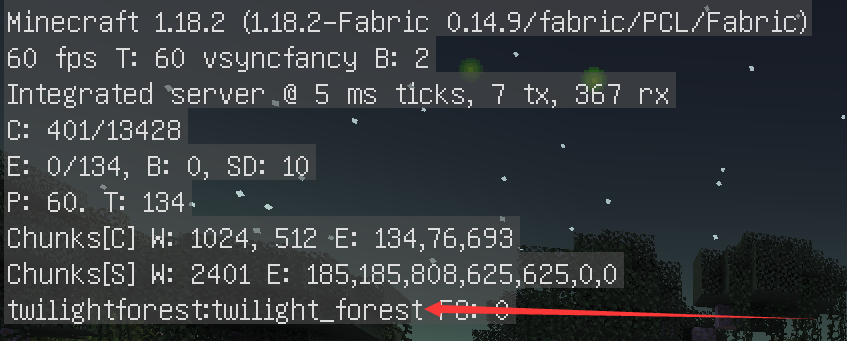 Minecraft 1.18.2 (1.18.2-Fabric 0.14.9/fabric/PCL/Fabric)
60 fps T: 60 vsyncfancy B: 2
Integrated server @ 5 ms ticks, 7 tx, 367 rx
C: 401/13428
E: 0/134, B: 0, SD: 10
P: 60. T: 134
Chunks[C] W: 1024, 512 E: 134,76,693
Chunks[S] W: 2401 E: 185,185,808,625,625,0,0
twilightforest:twilight_forest FC: 0